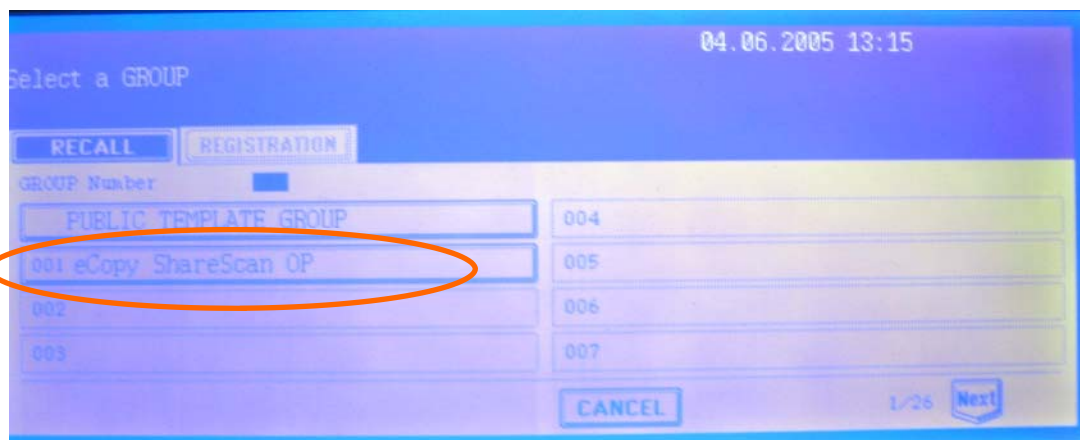 04.06.2005 13:15
Select a GROUP
RECALL REGISTRATION
GROUP Number
PUBLIC TEMPLATE GROUP
001 eCopy ShareScan OP
002
003
004
005
006
007
CANCEL
1/26 Next